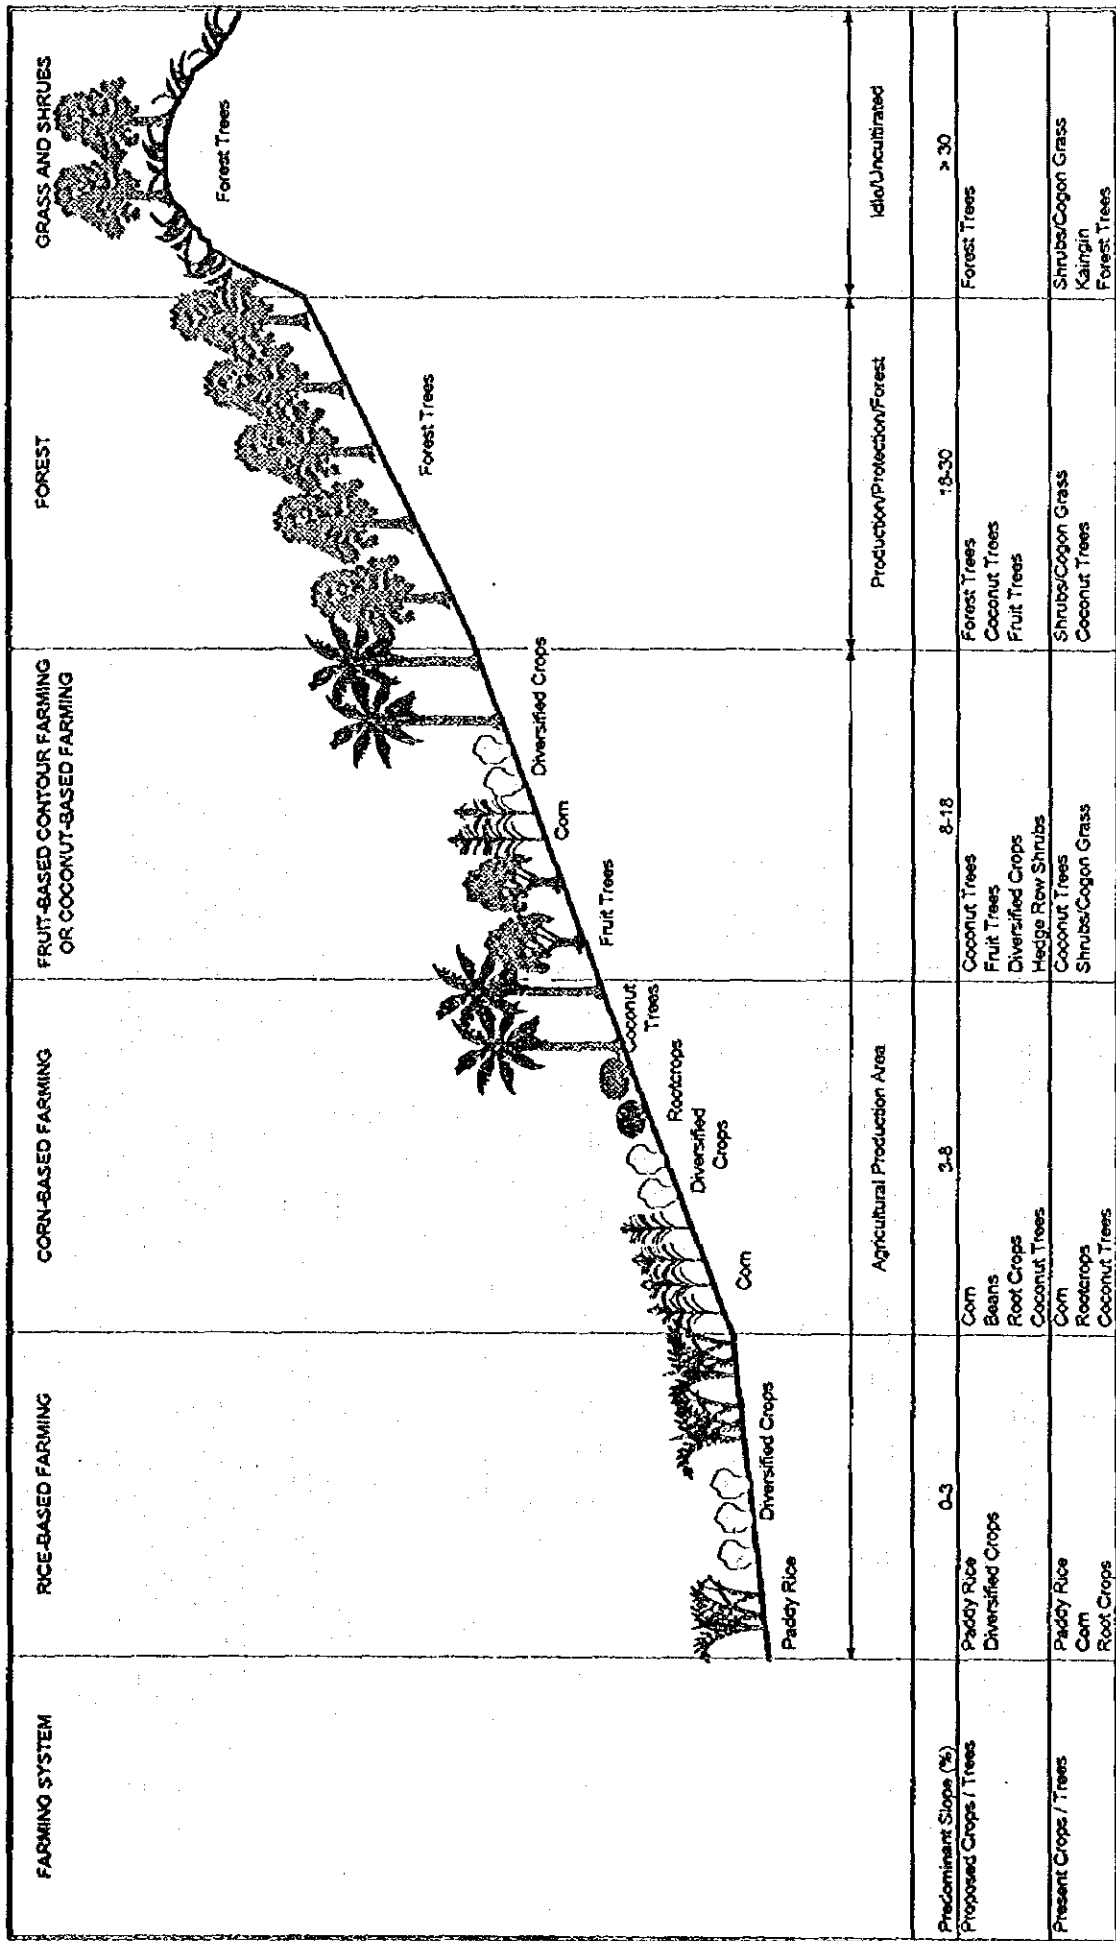 FARMING SYSTEM
RICE-BASED FARMING
CORN-BASED FARMING
FRUIT-BASED CONTOUR FARMING
OR COCONUT-BASED FARMING
FOREST
GRASS AND SHRUBS
Paddy Rice
Diversified Crops
Corn
Diversified
Crops
Rootcrops
Coconut
Trees
Fruit Trees
Corn
Diversified Crops
Forest Trees
Forest Trees
Agricultural Production Area
Production/Protection/Forest
Idle/Uncultirated
Predominant Slope (%)
0-3
3-8
8-18
18-30
> 30
Proposed Crops / Trees
Paddy Rice
Diversified Crops
Corn
Beans
Root Crops
Coconut Trees
Coconut Trees
Fruit Trees
Diversified Crops
Hedge Row Shrubs
Forest Trees
Coconut Trees
Fruit Trees
Forest Trees
Present Crops / Trees
Paddy Rice
Corn
Root Crops
Corn
Rootcrops
Coconut Trees
Coconut Trees
Shrubs/Cogon Grass
Shrubs/Cogon Grass
Coconut Trees
Shrubs/Cogon Grass
Kaingin
Forest Trees